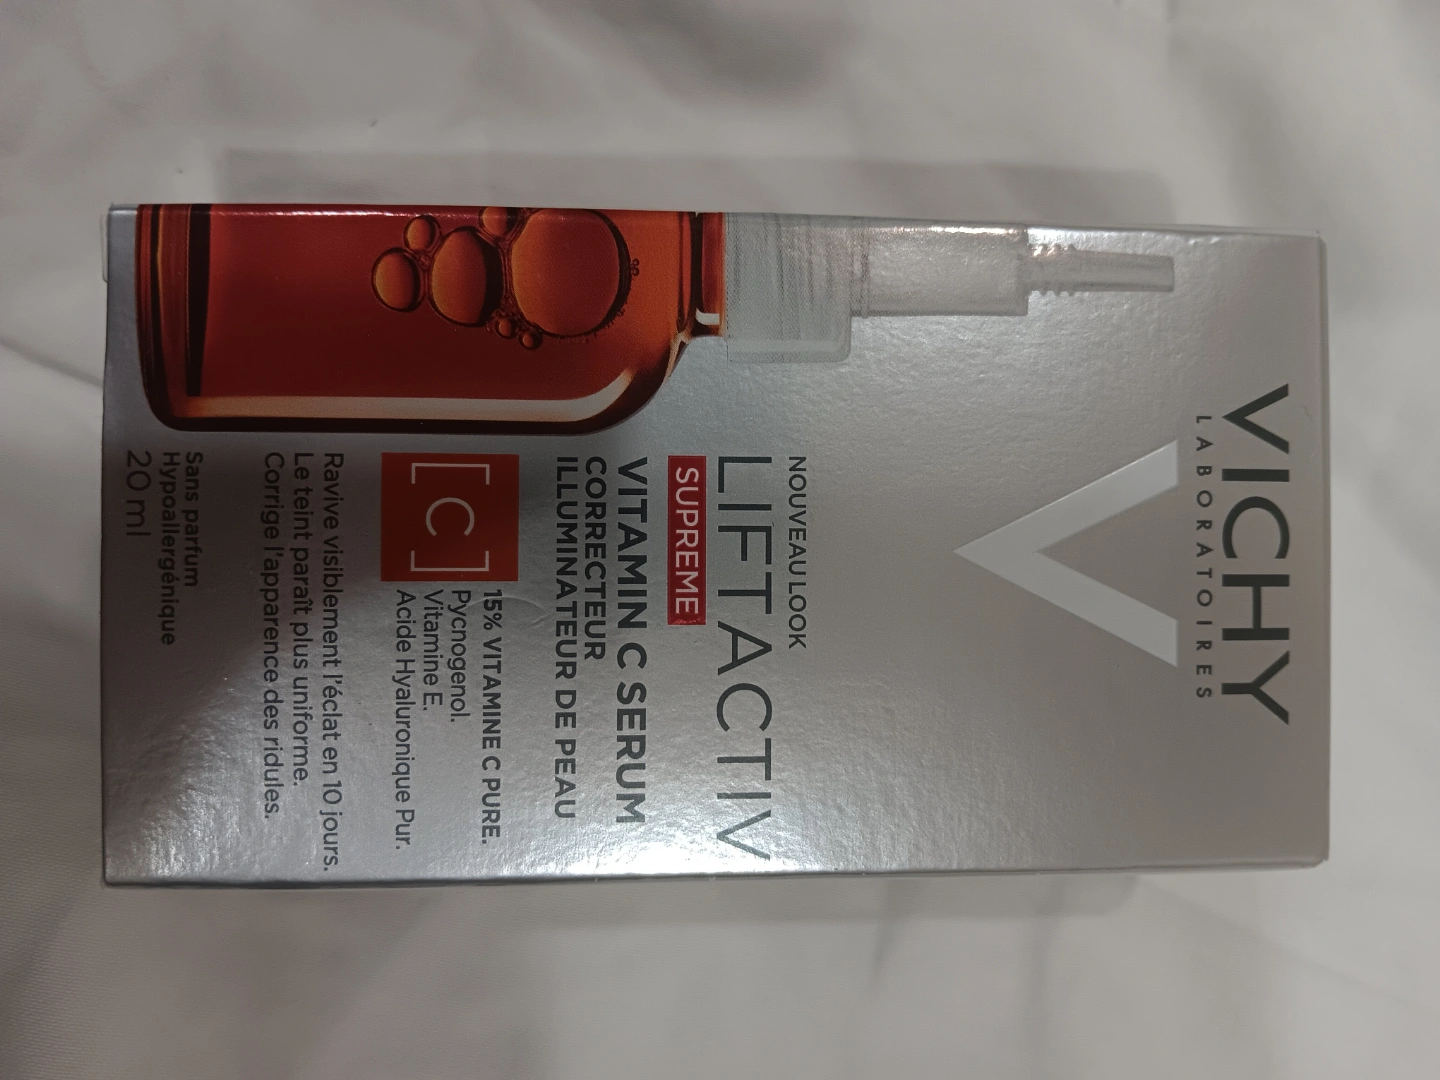 VICHY
LABORATOIRES
NOUVEAU LOOK
LIFTACTIV
SUPREME
VITAMIN C SERUM
CORRECTEUR
ILLUMINATEUR DE PEAU
[C]
15% VITAMINE C PURE.
Pycnogenol.
Vitamine E.
Acide Hyaluronique Pur.
Ravive visiblement l'éclat en 10 jours.
Le teint paraît plus uniforme.
Corrige l'apparence des ridules.
Sans parfum
Hypoallergénique
20 ml